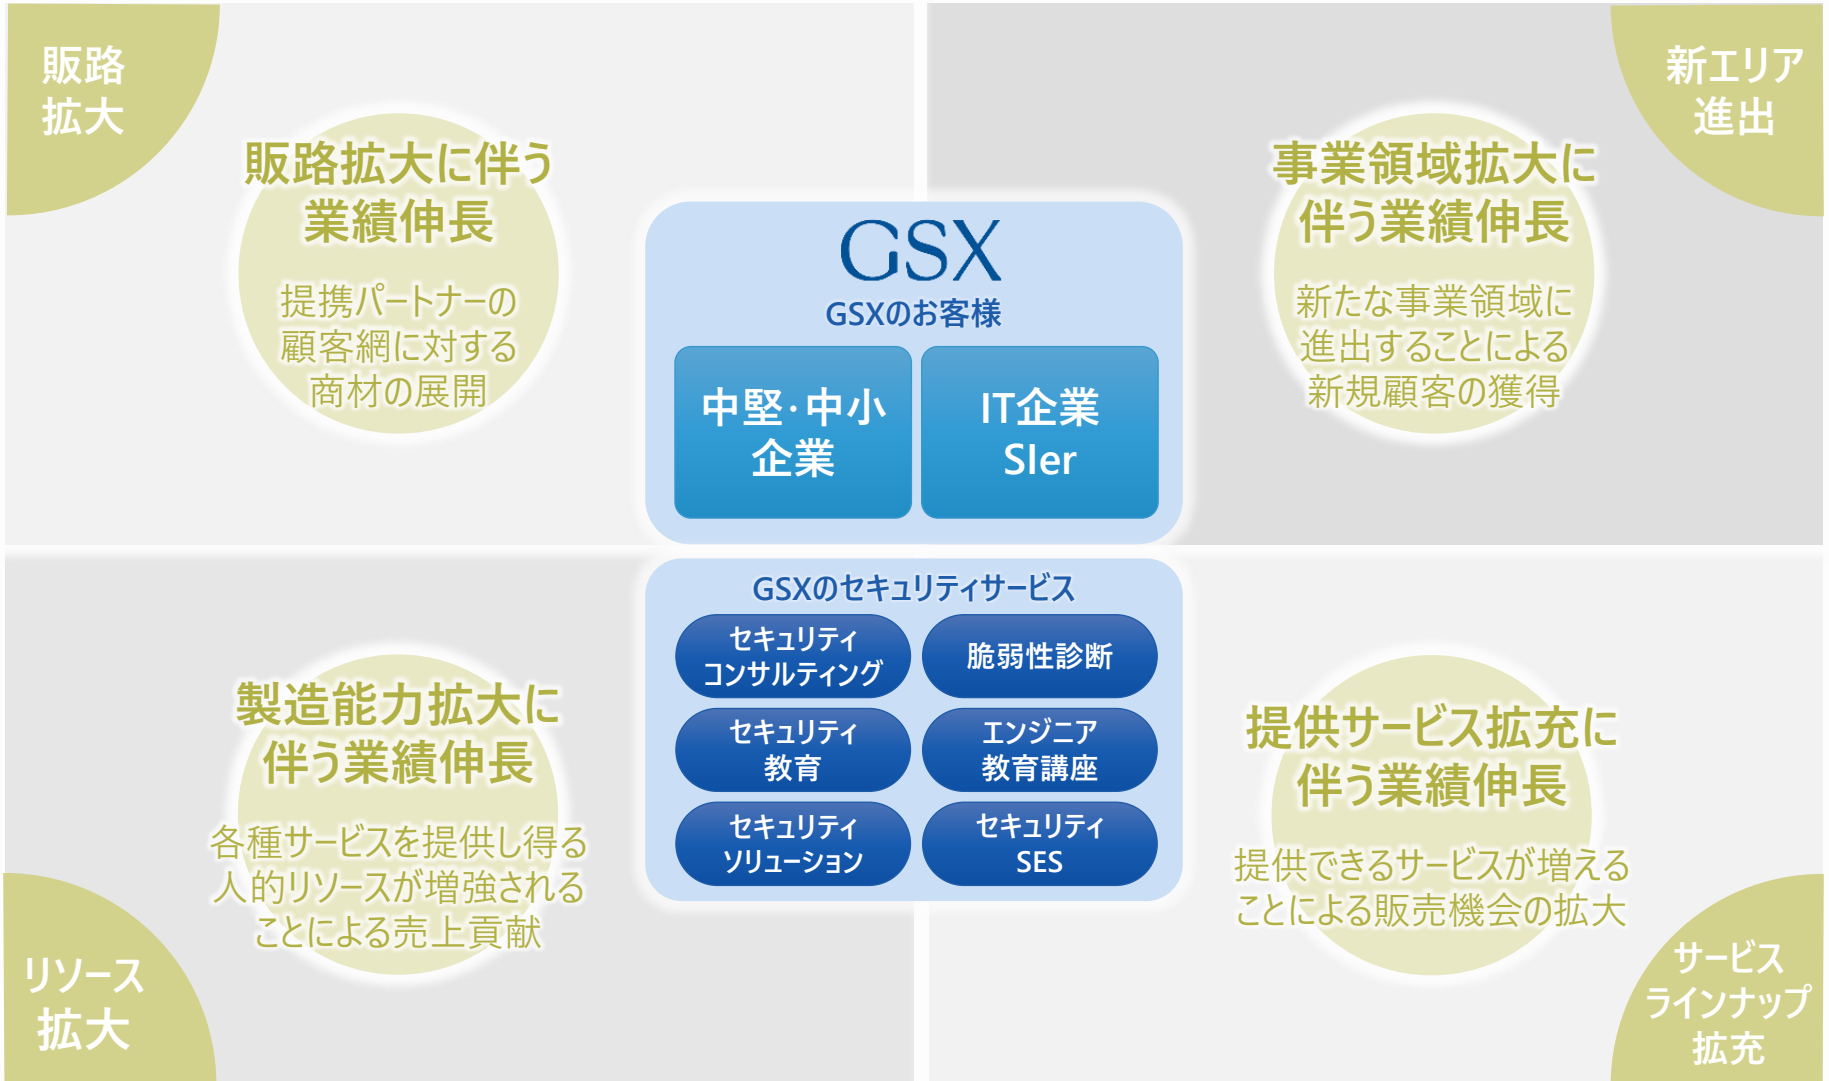 販路
拡大
販路拡大に伴う
業績伸長
提携パートナーの
顧客網に対する
商材の展開
新エリア
進出
事業領域拡大に
伴う業績伸長
新たな事業領域に
進出することによる
新規顧客の獲得
GSX
GSXのお客様
中堅・中小
企業
IT企業
SIer
GSXのセキュリティサービス
セキュリティ
コンサルティング
脆弱性診断
セキュリティ
教育
エンジニア
教育講座
セキュリティ
ソリューション
セキュリティ
SES
製造能力拡大に
伴う業績伸長
各種サービスを提供し得る
人的リソースが増強される
ことによる売上貢献
リソース
拡大
提供サービス拡充に
伴う業績伸長
提供できるサービスが増える
ことによる販売機会の拡大
サービス
ラインナップ
拡充